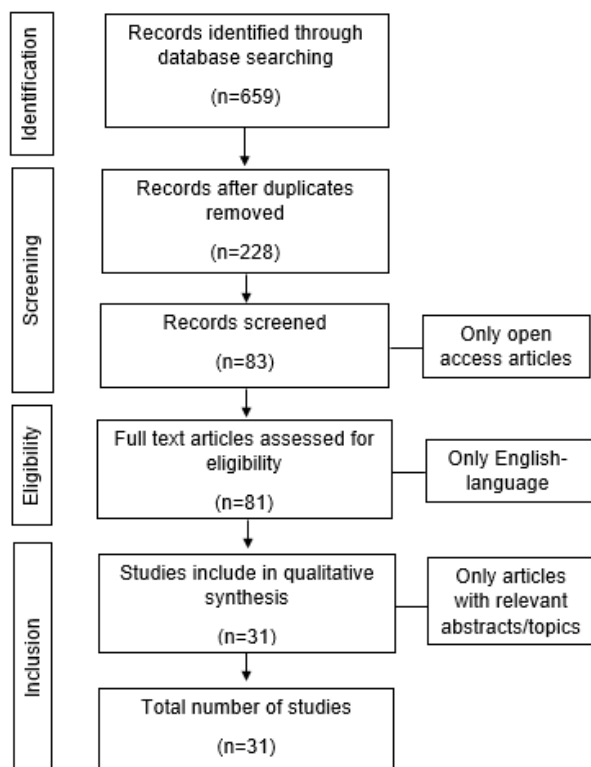 Identification
Records identified through
database searching
(n=659)
Screening
Records after duplicates
removed
(n=228)
Records screened
(n=83)
Only open
access articles
Eligibility
Full text articles assessed for
eligibility
(n=81)
Only English-
language
Inclusion
Studies include in qualitative
synthesis
(n=31)
Only articles
with relevant
abstracts/topics
Total number of studies
(n=31)